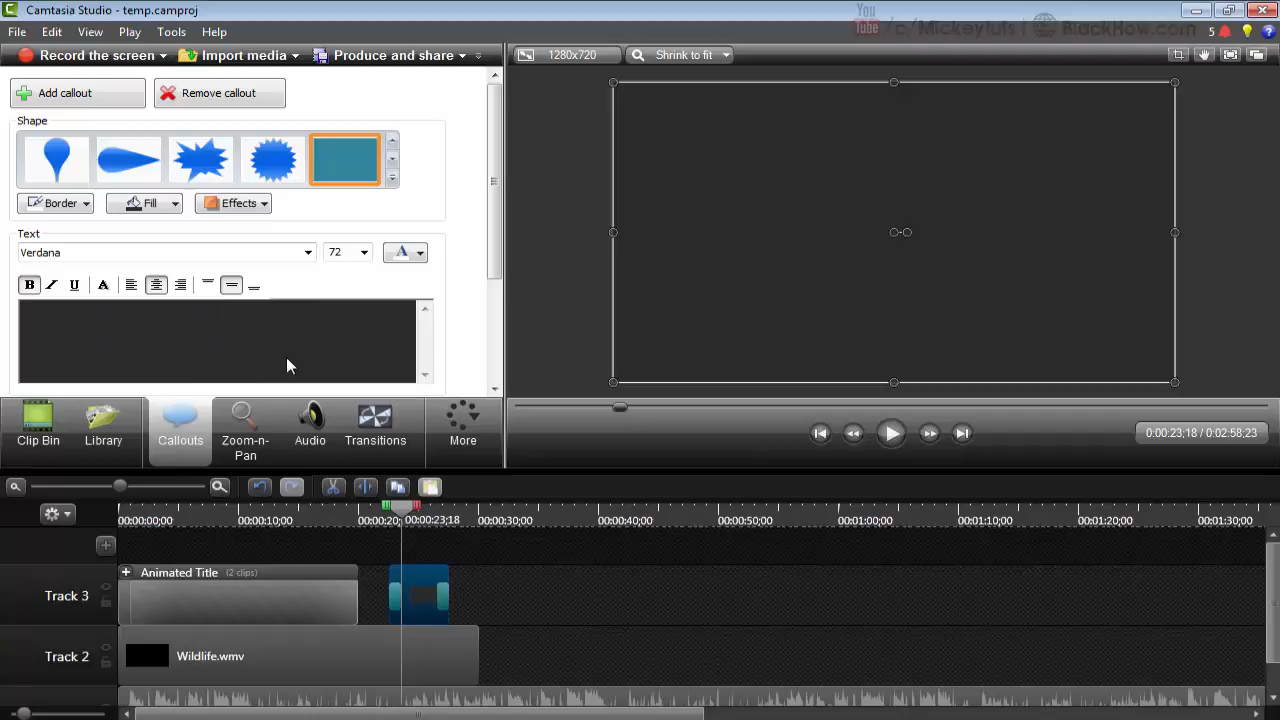 Camtasia Studio - temp.camproj
You Tube /c/Mickeyfuls | BlackHow.com
File Edit View Play Tools Help
5
Record the screen Import media Produce and share
1280x720 Shrink to fit
Add callout Remove callout
Shape
Border Fill Effects
Text
Verdana 72 A
B I U A
Clip Bin Library Callouts Zoom-n-Pan Audio Transitions More
0:00:23;18 / 0:02:58;23
00:00:00;00 00:00:10;00 00:00:20; 00:00:23;18 00:00:30;00 00:00:40;00 00:00:50;00 00:01:00;00 00:01:10;00 00:01:20;00 00:01:30;00
Track 3 Animated Title (2 clips)
Track 2 Wildlife.wmv